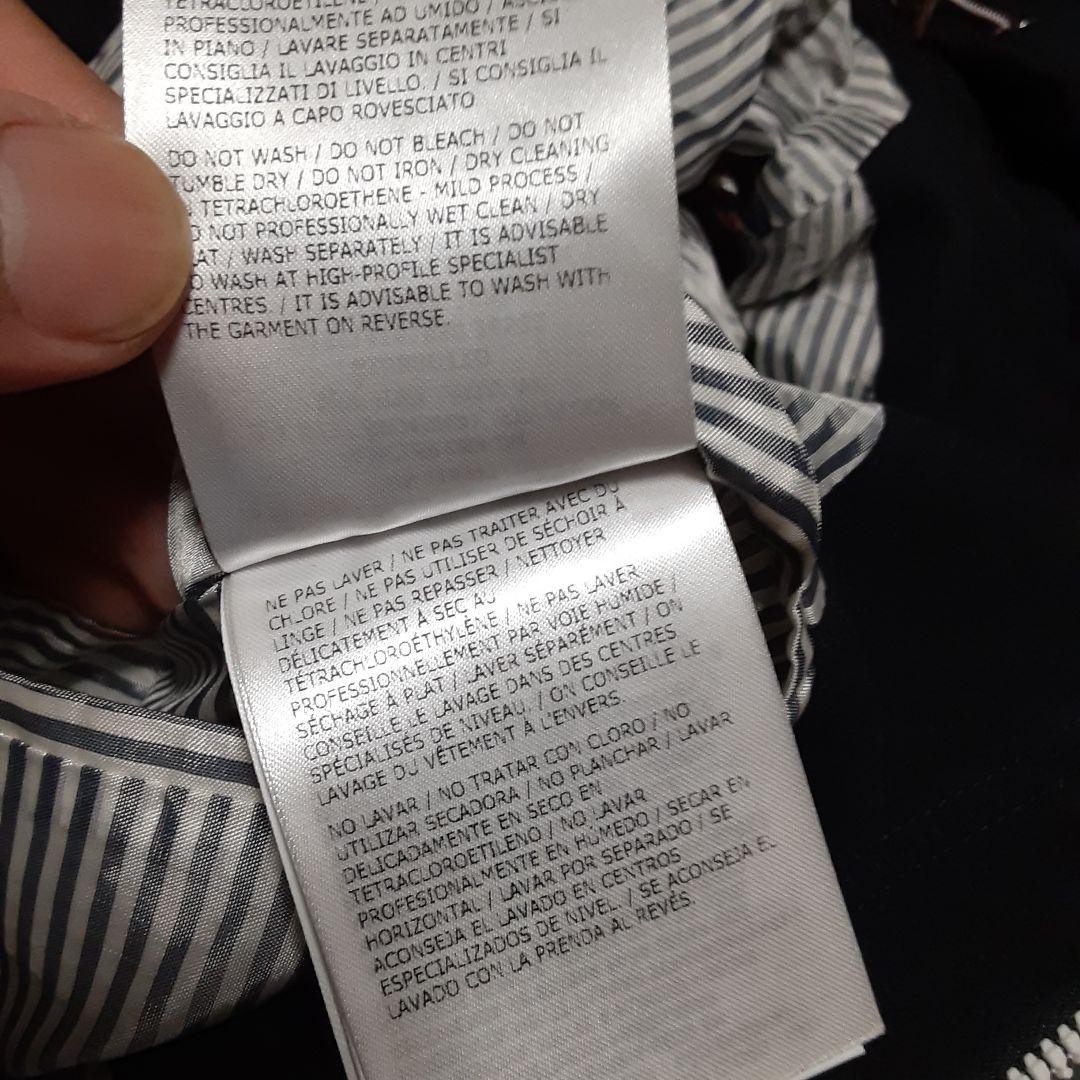 TETRACLOROETILENE /
PROFESSIONALMENTE AD UMIDO /
IN PIANO / LAVARE SEPARATAMENTE / SI
CONSIGLIA IL LAVAGGIO IN CENTRI
SPECIALIZZATI DI LIVELLO. / SI CONSIGLIA IL
LAVAGGIO A CAPO ROVESCIATO
DO NOT WASH / DO NOT BLEACH / DO NOT
TUMBLE DRY / DO NOT IRON / DRY CLEANING
TETRACHLOROETHENE - MILD PROCESS /
NOT PROFESSIONALLY WET CLEAN / DRY
AT / WASH SEPARATELY / IT IS ADVISABLE
O WASH AT HIGH-PROFILE SPECIALIST
CENTRES. / IT IS ADVISABLE TO WASH WITH
THE GARMENT ON REVERSE.
NE PAS LAVER / NE PAS TRAITER AVEC DU
CHLORE / NE PAS UTILISER DE SÉCHOIR À
LINGE / NE PAS REPASSER / NETTOYER
DÉLICATEMENT À SEC AU
TÉTRACHLOROÉTHYLÈNE / NE PAS LAVER
PROFESSIONNELLEMENT PAR VOIE HUMIDE /
SÉCHAGE À PLAT / LAVER SÉPARÉMENT / ON
CONSEILLE LE LAVAGE DANS DES CENTRES
SPÉCIALISÉS DE NIVEAU. / ON CONSEILLE LE
LAVAGE DU VÊTEMENT À L'ENVERS.
NO LAVAR / NO TRATAR CON CLORO / NO
UTILIZAR SECADORA / NO PLANCHAR / LAVAR
DELICADAMENTE EN SECO EN
TETRACLOROETILENO / NO LAVAR
PROFESIONALMENTE EN HÚMEDO / SECAR EN
HORIZONTAL / LAVAR POR SEPARADO / SE
ACONSEJA EL LAVADO EN CENTROS
ESPECIALIZADOS DE NIVEL / SE ACONSEJA EL
LAVADO CON LA PRENDA AL REVÉS.